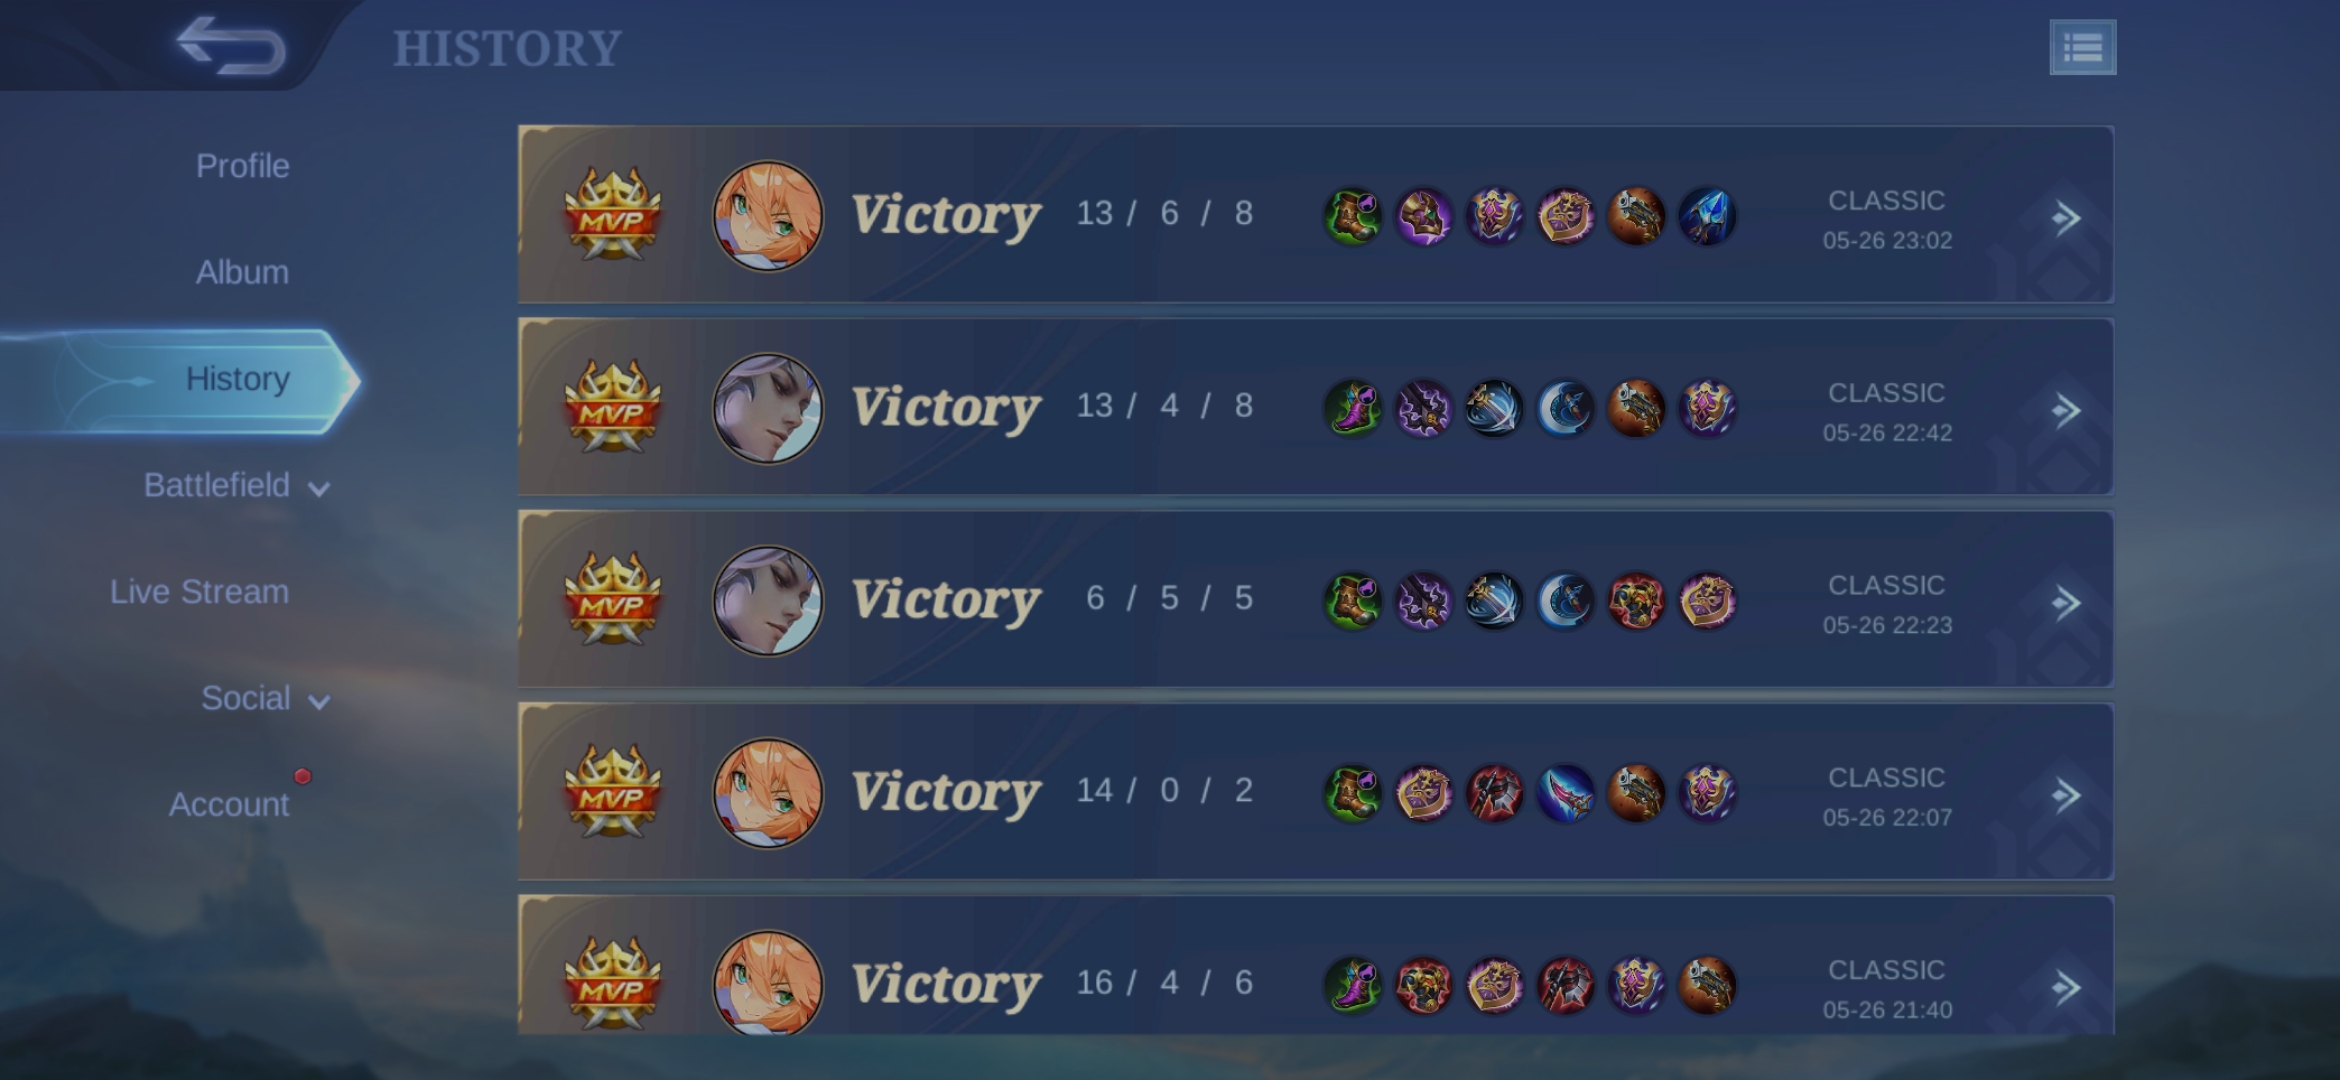 HISTORY
Profile
Album
History
Battlefield
Live Stream
Social
Account
MVP Victory 13 / 6 / 8 CLASSIC
05-26 23:02
MVP Victory 13 / 4 / 8 CLASSIC
05-26 22:42
MVP Victory 6 / 5 / 5 CLASSIC
05-26 22:23
MVP Victory 14 / 0 / 2 CLASSIC
05-26 22:07
MVP Victory 16 / 4 / 6 CLASSIC
05-26 21:40